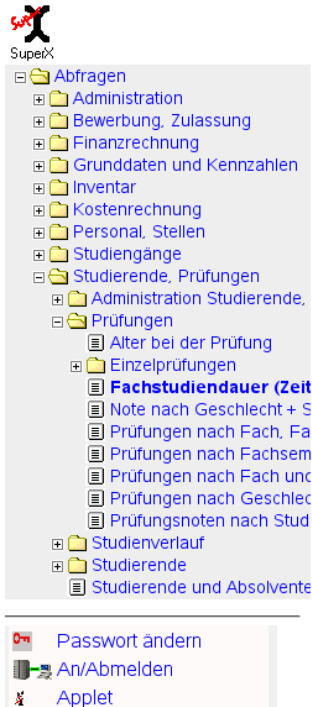 SuperX
SuperX
Abfragen
Administration
Bewerbung, Zulassung
Finanzrechnung
Grunddaten und Kennzahlen
Inventar
Kostenrechnung
Personal, Stellen
Studiengänge
Studierende, Prüfungen
Administration Studierende,
Prüfungen
Alter bei der Prüfung
Einzelprüfungen
Fachstudiendauer (Zeit
Note nach Geschlecht + S
Prüfungen nach Fach, Fa
Prüfungen nach Fachsem
Prüfungen nach Fach und
Prüfungen nach Geschlec
Prüfungsnoten nach Stud
Studienverlauf
Studierende
Studierende und Absolvente
Passwort ändern
An/Abmelden
Applet